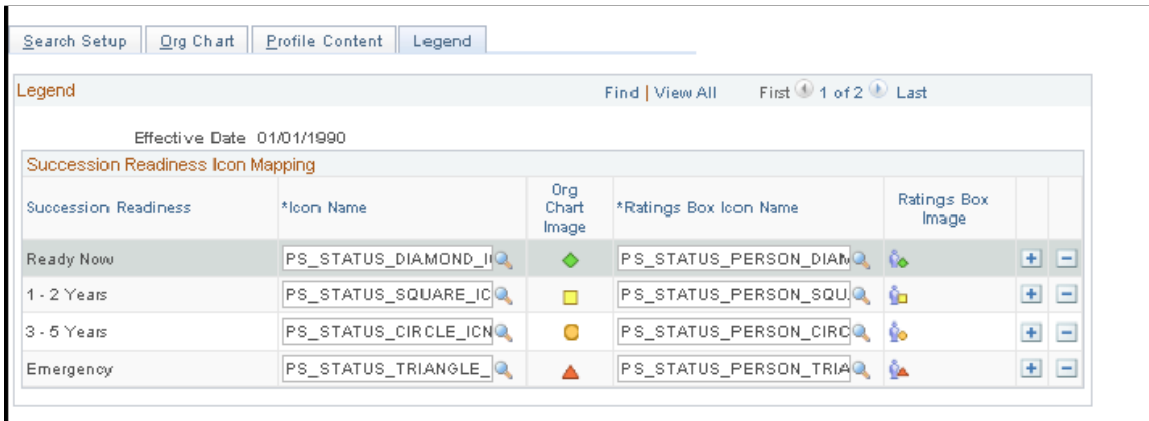 Search Setup Org Chart Profile Content Legend
Legend Find | View All First 1 of 2 Last
Effective Date 01/01/1990
Succession Readiness Icon Mapping
Succession Readiness *Icon Name Org Chart Image *Ratings Box Icon Name Ratings Box Image
Ready Now PS_STATUS_DIAMOND_I PS_STATUS_PERSON_DIAM
1 - 2 Years PS_STATUS_SQUARE_IC PS_STATUS_PERSON_SQU
3 - 5 Years PS_STATUS_CIRCLE_ICN PS_STATUS_PERSON_CIRC
Emergency PS_STATUS_TRIANGLE_ PS_STATUS_PERSON_TRIA